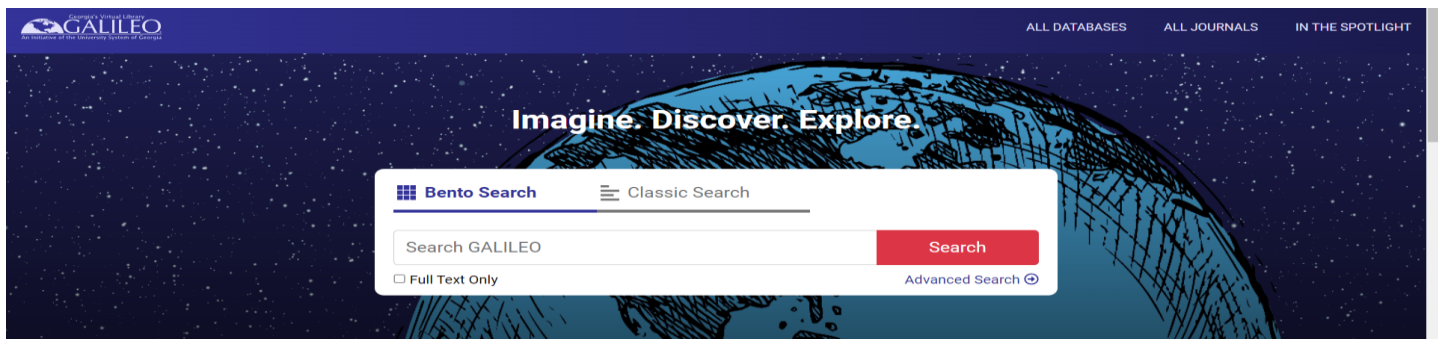 Georgia's Virtual Library
GALILEO
An Initiative of the University System of Georgia
ALL DATABASES ALL JOURNALS IN THE SPOTLIGHT
Imagine. Discover. Explore.
Bento Search Classic Search
Search GALILEO Search
Full Text Only Advanced Search